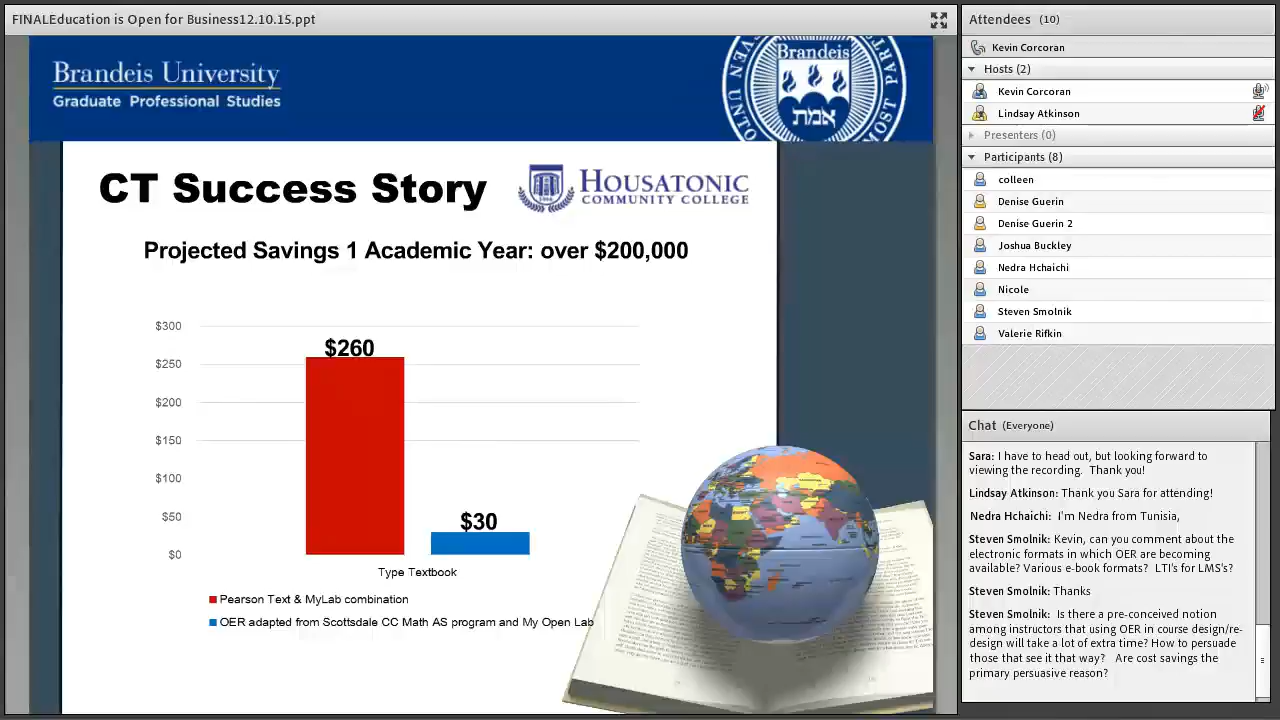 FINALEducation is Open for Business12.10.15.ppt
Brandeis University
Graduate Professional Studies
Brandeis
אמת
CT Success Story
HOUSATONIC
COMMUNITY COLLEGE
Projected Savings 1 Academic Year: over $200,000
$300
$250
$200
$150
$100
$50
$0
$260
$30
Type Textbook
Pearson Text & MyLab combination
OER adapted from Scottsdale CC Math AS program and My Open Lab
Attendees (10)
Kevin Corcoran
Hosts (2)
Kevin Corcoran
Lindsay Atkinson
Presenters (0)
Participants (8)
colleen
Denise Guerin
Denise Guerin 2
Joshua Buckley
Nedra Hchaichi
Nicole
Steven Smolnik
Valerie Rifkin
Chat (Everyone)
Sara: I have to head out, but looking forward to
viewing the recording. Thank you!
Lindsay Atkinson: Thank you Sara for attending!
Nedra Hchaichi: I'm Nedra from Tunisia,
Steven Smolnik: Kevin, can you comment about the
electronic formats in which OER are becoming
available? Various e-book formats? LTI's for LMS's?
Steven Smolnik: Thanks
Steven Smolnik: Is there a pre-conceived notion
among instructors that using OER in course design/re-
design will take a lot of extra time? How to persuade
those that see it that way? Are cost savings the
primary persuasive reason?